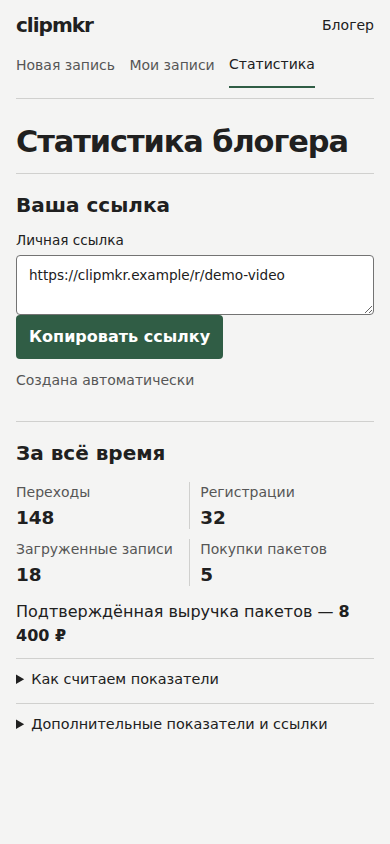 clipmkr
Блогер
Новая запись Мои записи Статистика
Статистика блогера
Ваша ссылка
Личная ссылка
https://clipmkr.example/r/demo-video
Копировать ссылку
Создана автоматически
За всё время
Переходы
148
Регистрации
32
Загруженные записи
18
Покупки пакетов
5
Подтверждённая выручка пакетов — 8
400 ₽
Как считаем показатели
Дополнительные показатели и ссылки